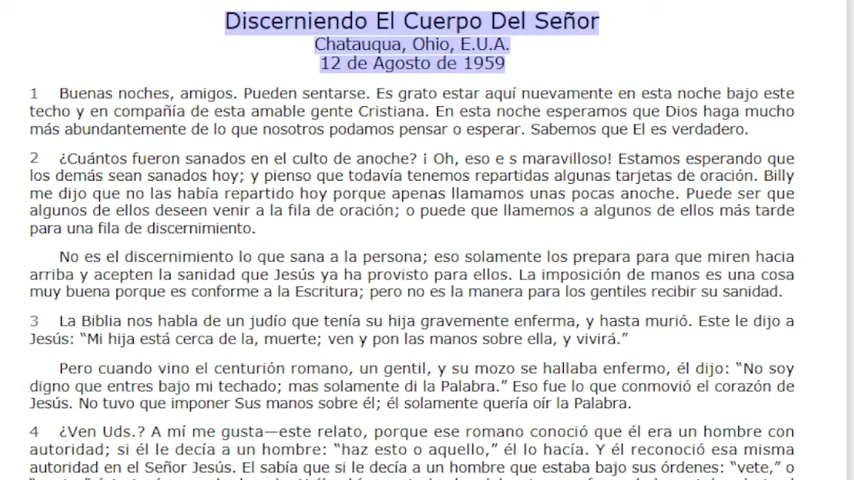 Discerniendo El Cuerpo Del Señor
Chatauqua, Ohio, E.U.A.
12 de Agosto de 1959
1 Buenas noches, amigos. Pueden sentarse. Es grato estar aquí nuevamente en esta noche bajo este
techo y en compañía de esta amable gente Cristiana. En esta noche esperamos que Dios haga mucho
más abundantemente de lo que nosotros podamos pensar o esperar. Sabemos que El es verdadero.
2 ¿Cuántos fueron sanados en el culto de anoche? ¡ Oh, eso e s maravilloso! Estamos esperando que
los demás sean sanados hoy; y pienso que todavía tenemos repartidas algunas tarjetas de oración. Billy
me dijo que no las había repartido hoy porque apenas llamamos unas pocas anoche. Puede ser que
algunos de ellos deseen venir a la fila de oración; o puede que llamemos a algunos de ellos más tarde
para una fila de discernimiento.
No es el discernimiento lo que sana a la persona; eso solamente los prepara para que miren hacia
arriba y acepten la sanidad que Jesús ya ha provisto para ellos. La imposición de manos es una cosa
muy buena porque es conforme a la Escritura; pero no es la manera para los gentiles recibir su sanidad.
3 La Biblia nos habla de un judío que tenía su hija gravemente enferma, y hasta murió. Este le dijo a
Jesús: “Mi hija está cerca de la, muerte; ven y pon las manos sobre ella, y vivirá.”
Pero cuando vino el centurión romano, un gentil, y su mozo se hallaba enfermo, él dijo: “No soy
digno que entres bajo mi techado; mas solamente di la Palabra.” Eso fue lo que conmovió el corazón de
Jesús. No tuvo que imponer Sus manos sobre él; él solamente quería oír la Palabra.
4 ¿Ven Uds.? A mí me gusta—este relato, porque ese romano conoció que él era un hombre con
autoridad; si él le decía a un hombre: “haz esto o aquello,” él lo hacía. Y él reconoció esa misma
autoridad en el Señor Jesús. El sabía que si le decía a un hombre que estaba bajo sus órdenes: “vete,” o